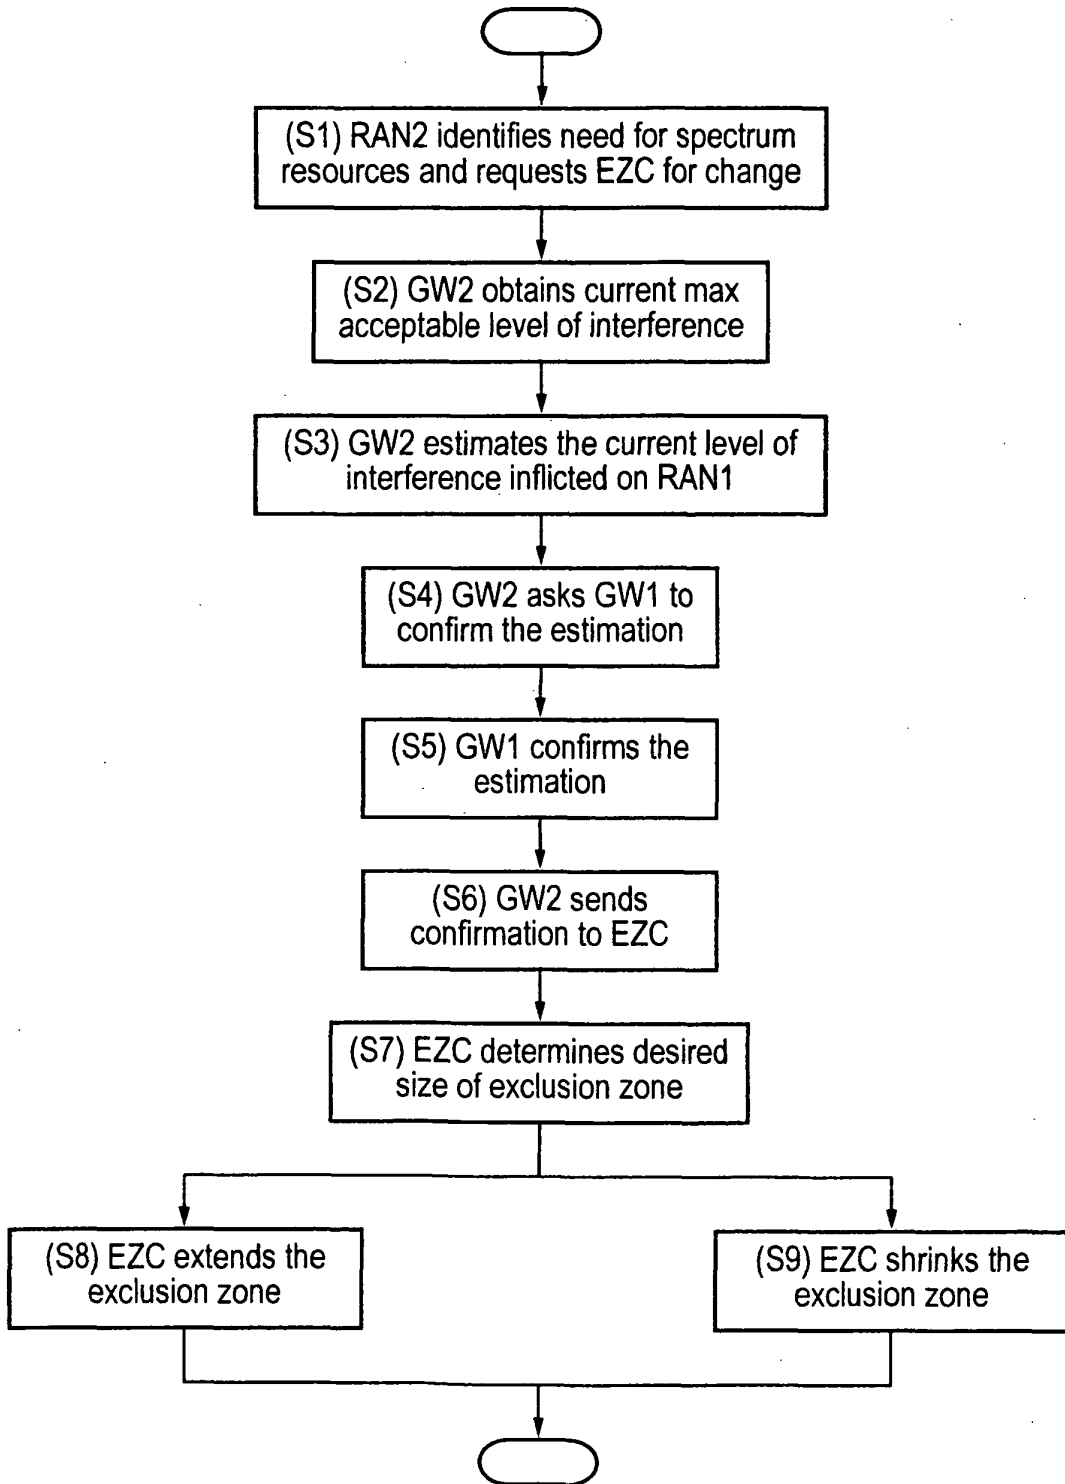 (S1) RAN2 identifies need for spectrum
resources and requests EZC for change
(S2) GW2 obtains current max
acceptable level of interference
(S3) GW2 estimates the current level of
interference inflicted on RAN1
(S4) GW2 asks GW1 to
confirm the estimation
(S5) GW1 confirms the
estimation
(S6) GW2 sends
confirmation to EZC
(S7) EZC determines desired
size of exclusion zone
(S8) EZC extends the
exclusion zone
(S9) EZC shrinks the
exclusion zone